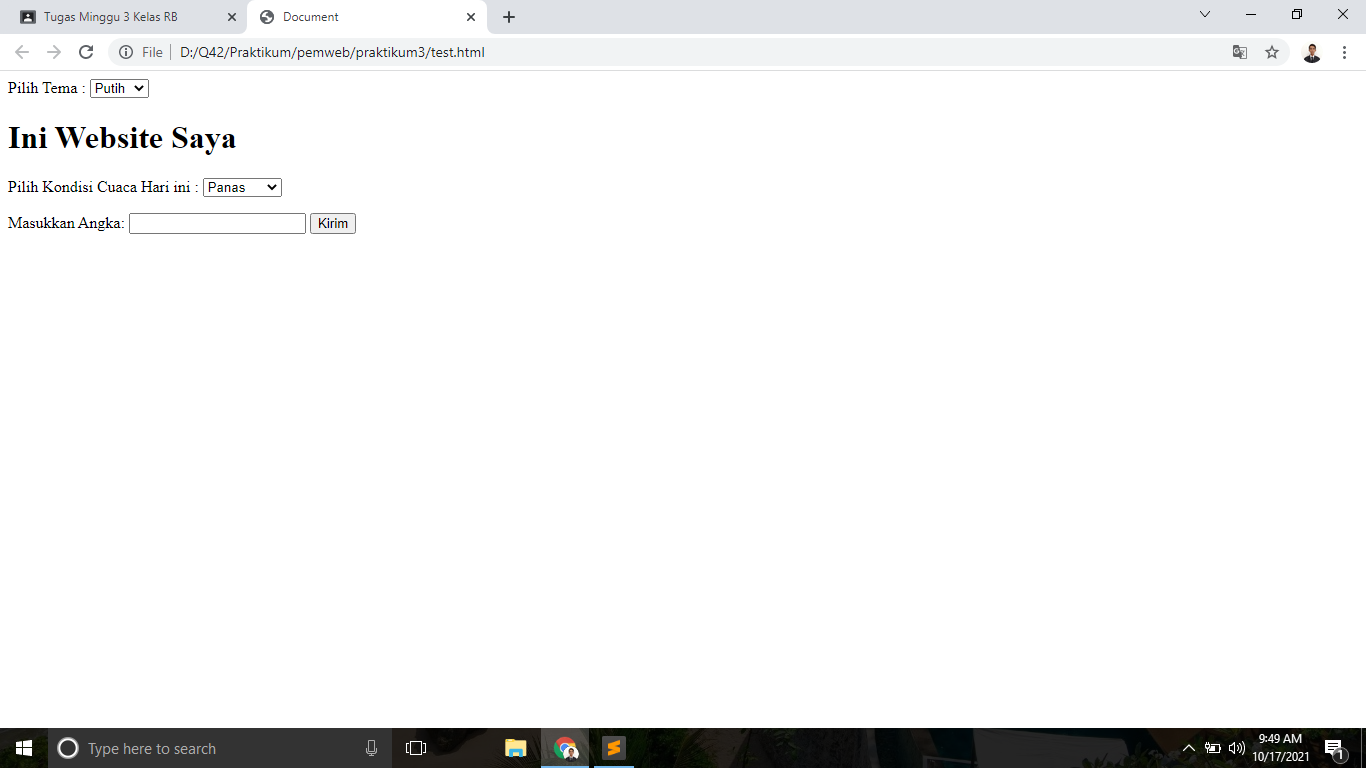 Tugas Minggu 3 Kelas RB
Document
File
D:/Q42/Praktikum/pemweb/praktikum3/test.html
Pilih Tema : Putih
Ini Website Saya
Pilih Kondisi Cuaca Hari ini : Panas
Masukkan Angka: Kirim
Type here to search
9:49 AM
10/17/2021
1